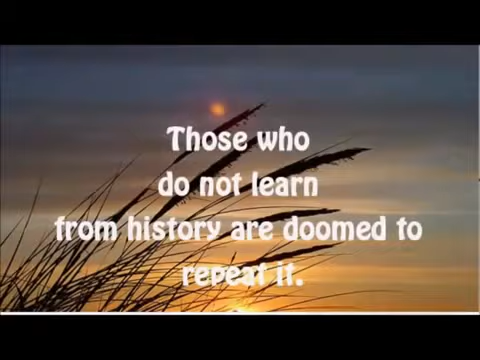 Those who
do not learn
from history are doomed to
repeat it.